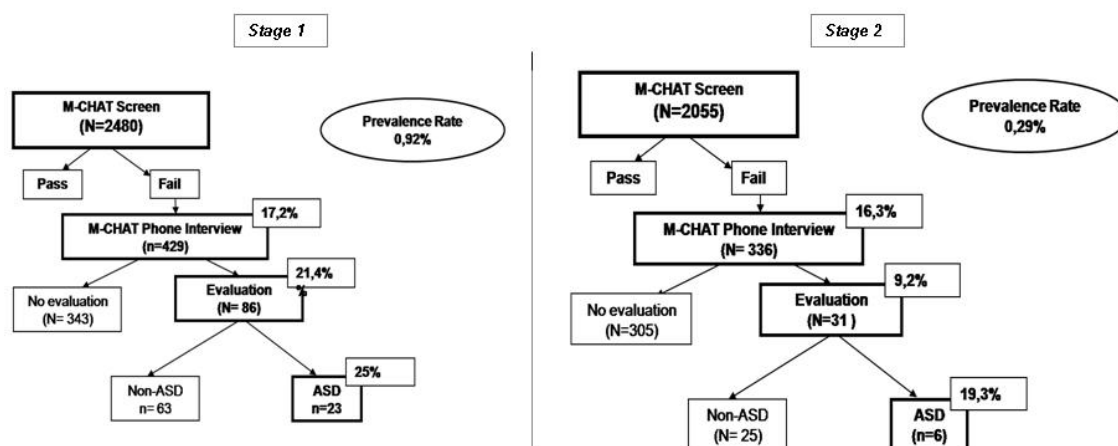 Stage 1
M-CHAT Screen
(N=2480)
Prevalence Rate
0,92%
Pass
Fail
17,2%
M-CHAT Phone Interview
(n=429)
21,4%
%
No evaluation
(N= 343)
Evaluation
(N= 86)
25%
Non-ASD
n= 63
ASD
n=23
Stage 2
M-CHAT Screen
(N=2055)
Prevalence Rate
0,29%
Pass
Fail
16,3%
M-CHAT Phone Interview
(N= 336)
9,2%
No evaluation
(N=305)
Evaluation
(N=31 )
19,3%
Non-ASD
(N= 25)
ASD
(n=6)